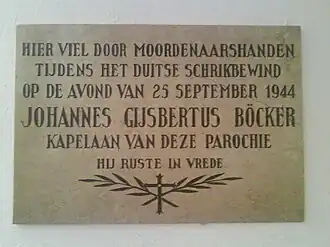 HIER VIEL DOOR MOORDENAARSHANDEN
TIJDENS HET DUITSE SCHRIKBEWIND
OP DE AVOND VAN 25 SEPTEMBER 1944
JOHANNES GIJSBERTUS BÖCKER
KAPELAAN VAN DEZE PAROCHIE
HIJ RUSTE IN VREDE